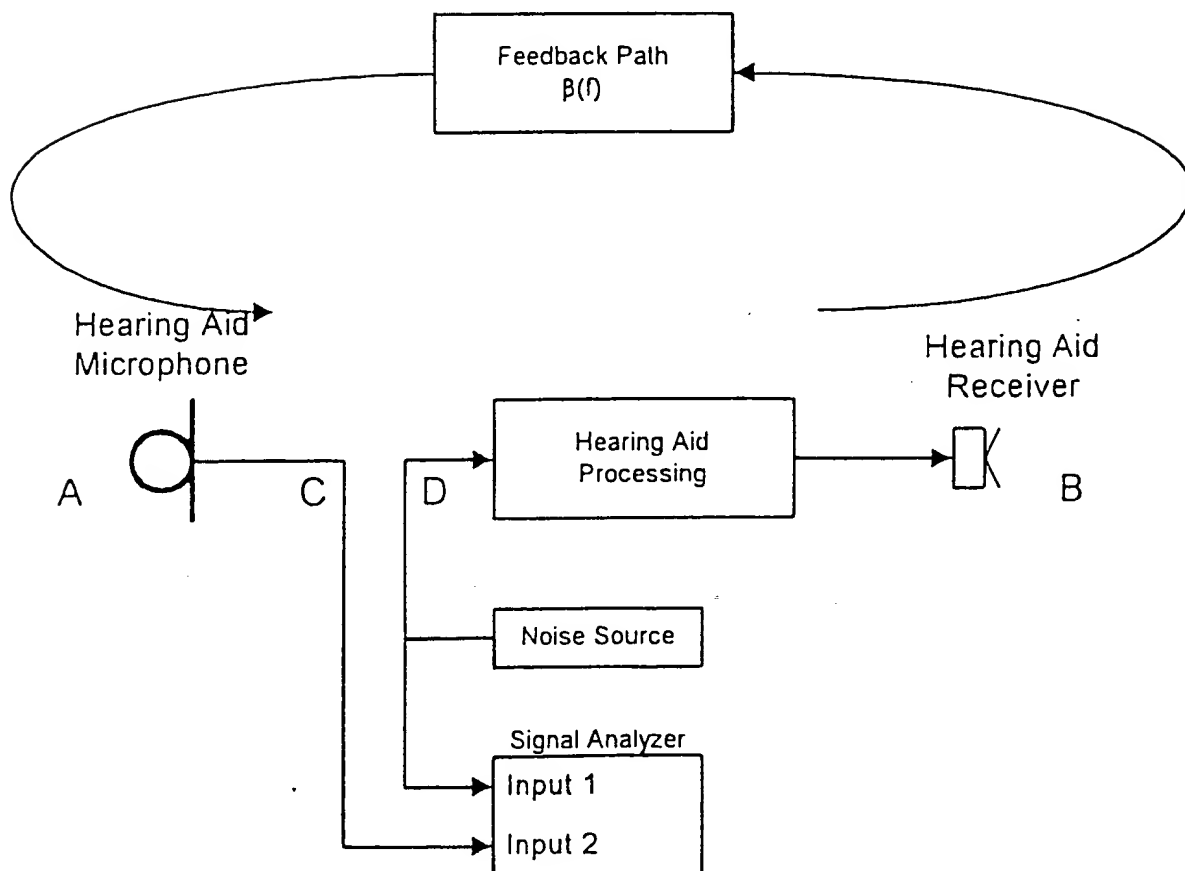 Feedback Path
β(f)
Hearing Aid
Microphone
Hearing Aid
Receiver
Hearing Aid
Processing
A
C
D
B
Noise Source
Signal Analyzer
Input 1
Input 2